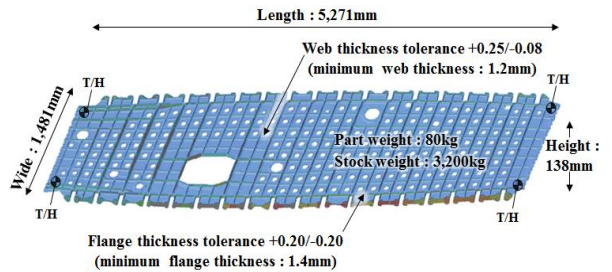 Length : 5,271mm
Web thickness tolerance +0.25/-0.08
(minimum web thickness : 1.2mm)
T/H
T/H
Wide : 1,481mm
Part weight : 80kg
Stock weight : 3,200kg
Height :
138mm
T/H
T/H
Flange thickness tolerance +0.20/-0.20
(minimum flange thickness : 1.4mm)